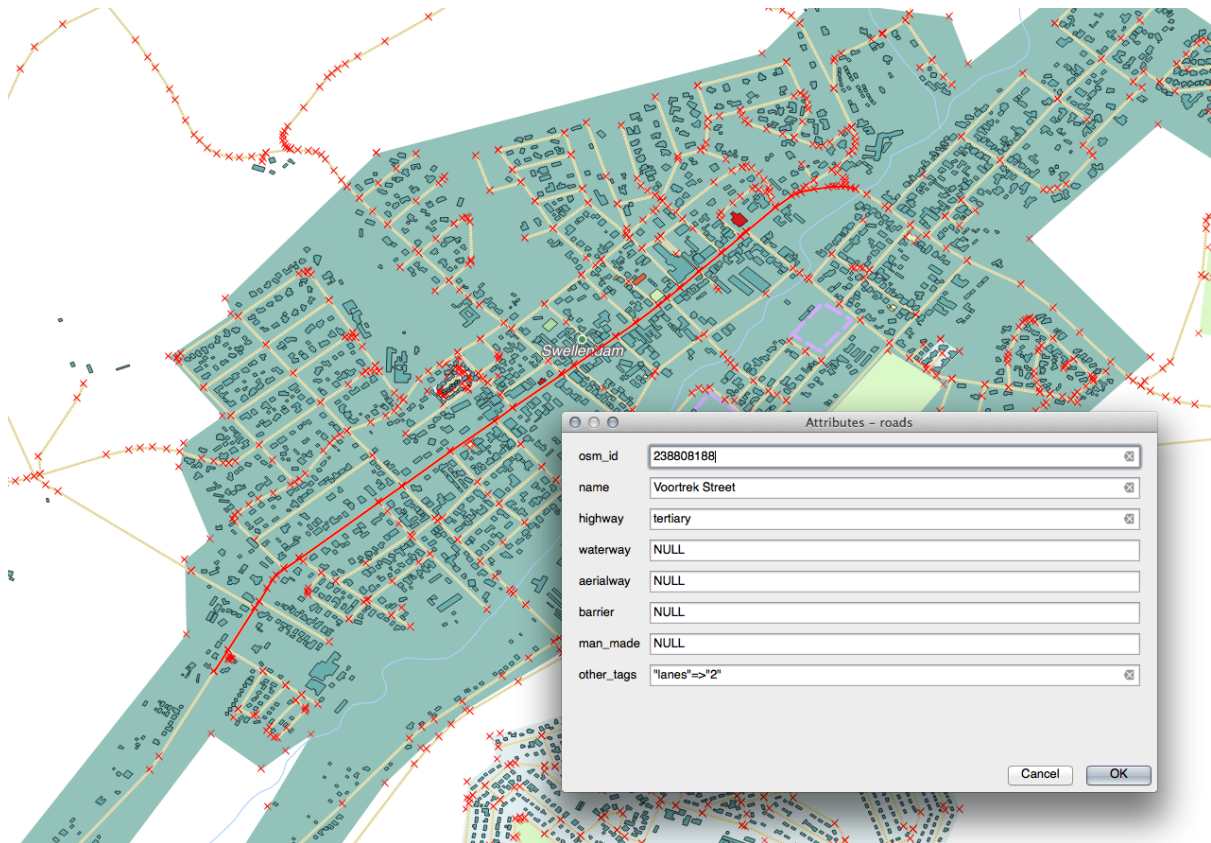 Swellendam
Attributes - roads
osm_id 238808188
name Voortrek Street
highway tertiary
waterway NULL
aerialway NULL
barrier NULL
man_made NULL
other_tags "lanes"=>"2"
Cancel OK